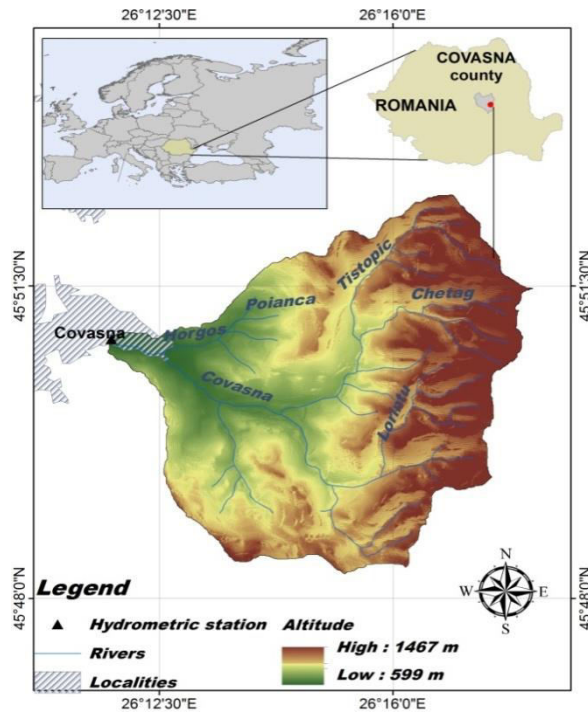 26°12'30"E
26°16'0"E
COVASNA
county
ROMANIA
45°51'30"N
45°51'30"N
Tistopic
Chetag
Poianca
Horgos
Covasna
Covasna
Loristu
45°48'0"N
45°48'0"N
N
W
E
S
Legend
Hydrometric station
Altitude
Rivers
High : 1467 m
Localities
Low : 599 m
26°12'30"E
26°16'0"E